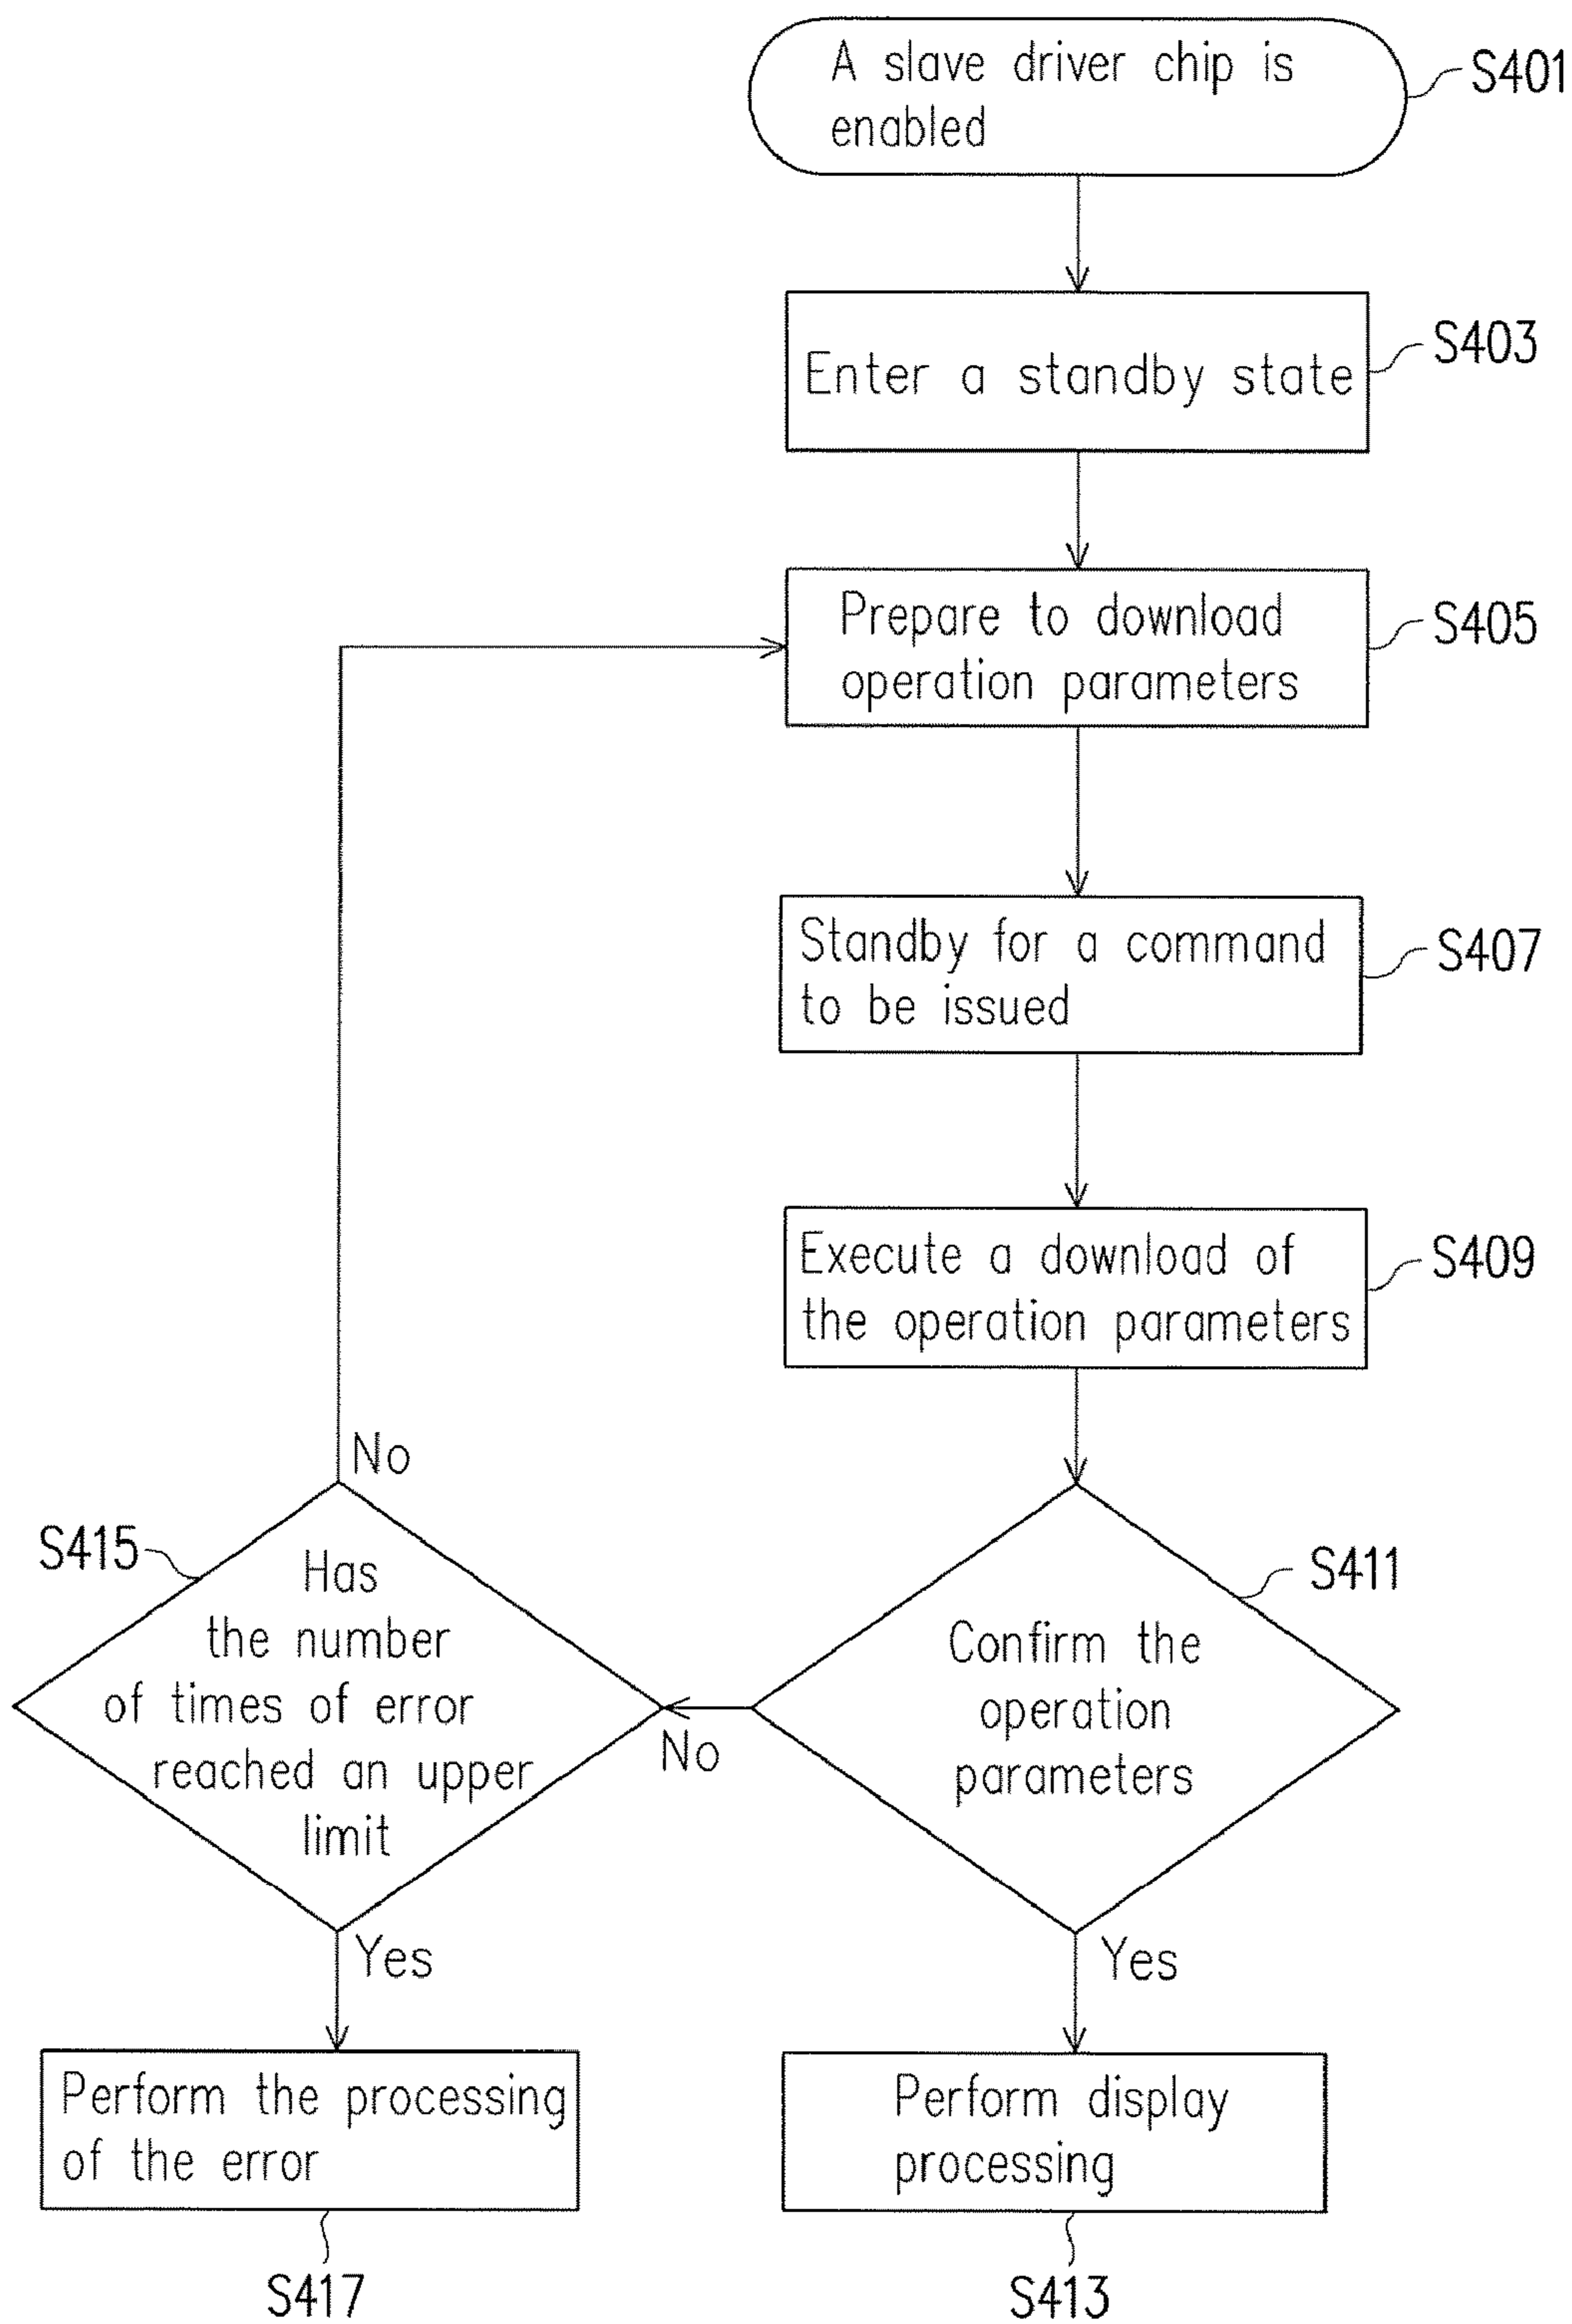 A slave driver chip is
enabled
S401
Enter a standby state
S403
Prepare to download
operation parameters
S405
Standby for a command
to be issued
S407
Execute a download of
the operation parameters
S409
No
S415
Has
the number
of times of error
reached an upper
limit
S411
Confirm the
operation
parameters
No
Yes
Yes
Perform the processing
of the error
Perform display
processing
S417
S413